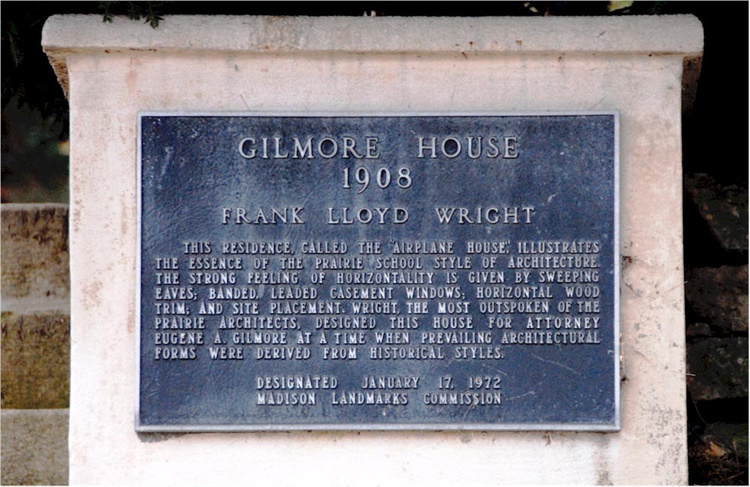 GILMORE HOUSE
1908
FRANK LLOYD WRIGHT
THIS RESIDENCE, CALLED THE "AIRPLANE HOUSE," ILLUSTRATES
THE ESSENCE OF THE PRAIRIE SCHOOL STYLE OF ARCHITECTURE.
THE STRONG FEELING OF HORIZONTALITY IS GIVEN BY SWEEPING
EAVES; BANDED, LEADED CASEMENT WINDOWS; HORIZONTAL WOOD
TRIM; AND SITE PLACEMENT. WRIGHT, THE MOST OUTSPOKEN OF THE
PRAIRIE ARCHITECTS, DESIGNED THIS HOUSE FOR ATTORNEY
EUGENE A. GILMORE AT A TIME WHEN PREVAILING ARCHITECTURAL
FORMS WERE DERIVED FROM HISTORICAL STYLES.
DESIGNATED JANUARY 17, 1972
MADISON LANDMARKS COMMISSION